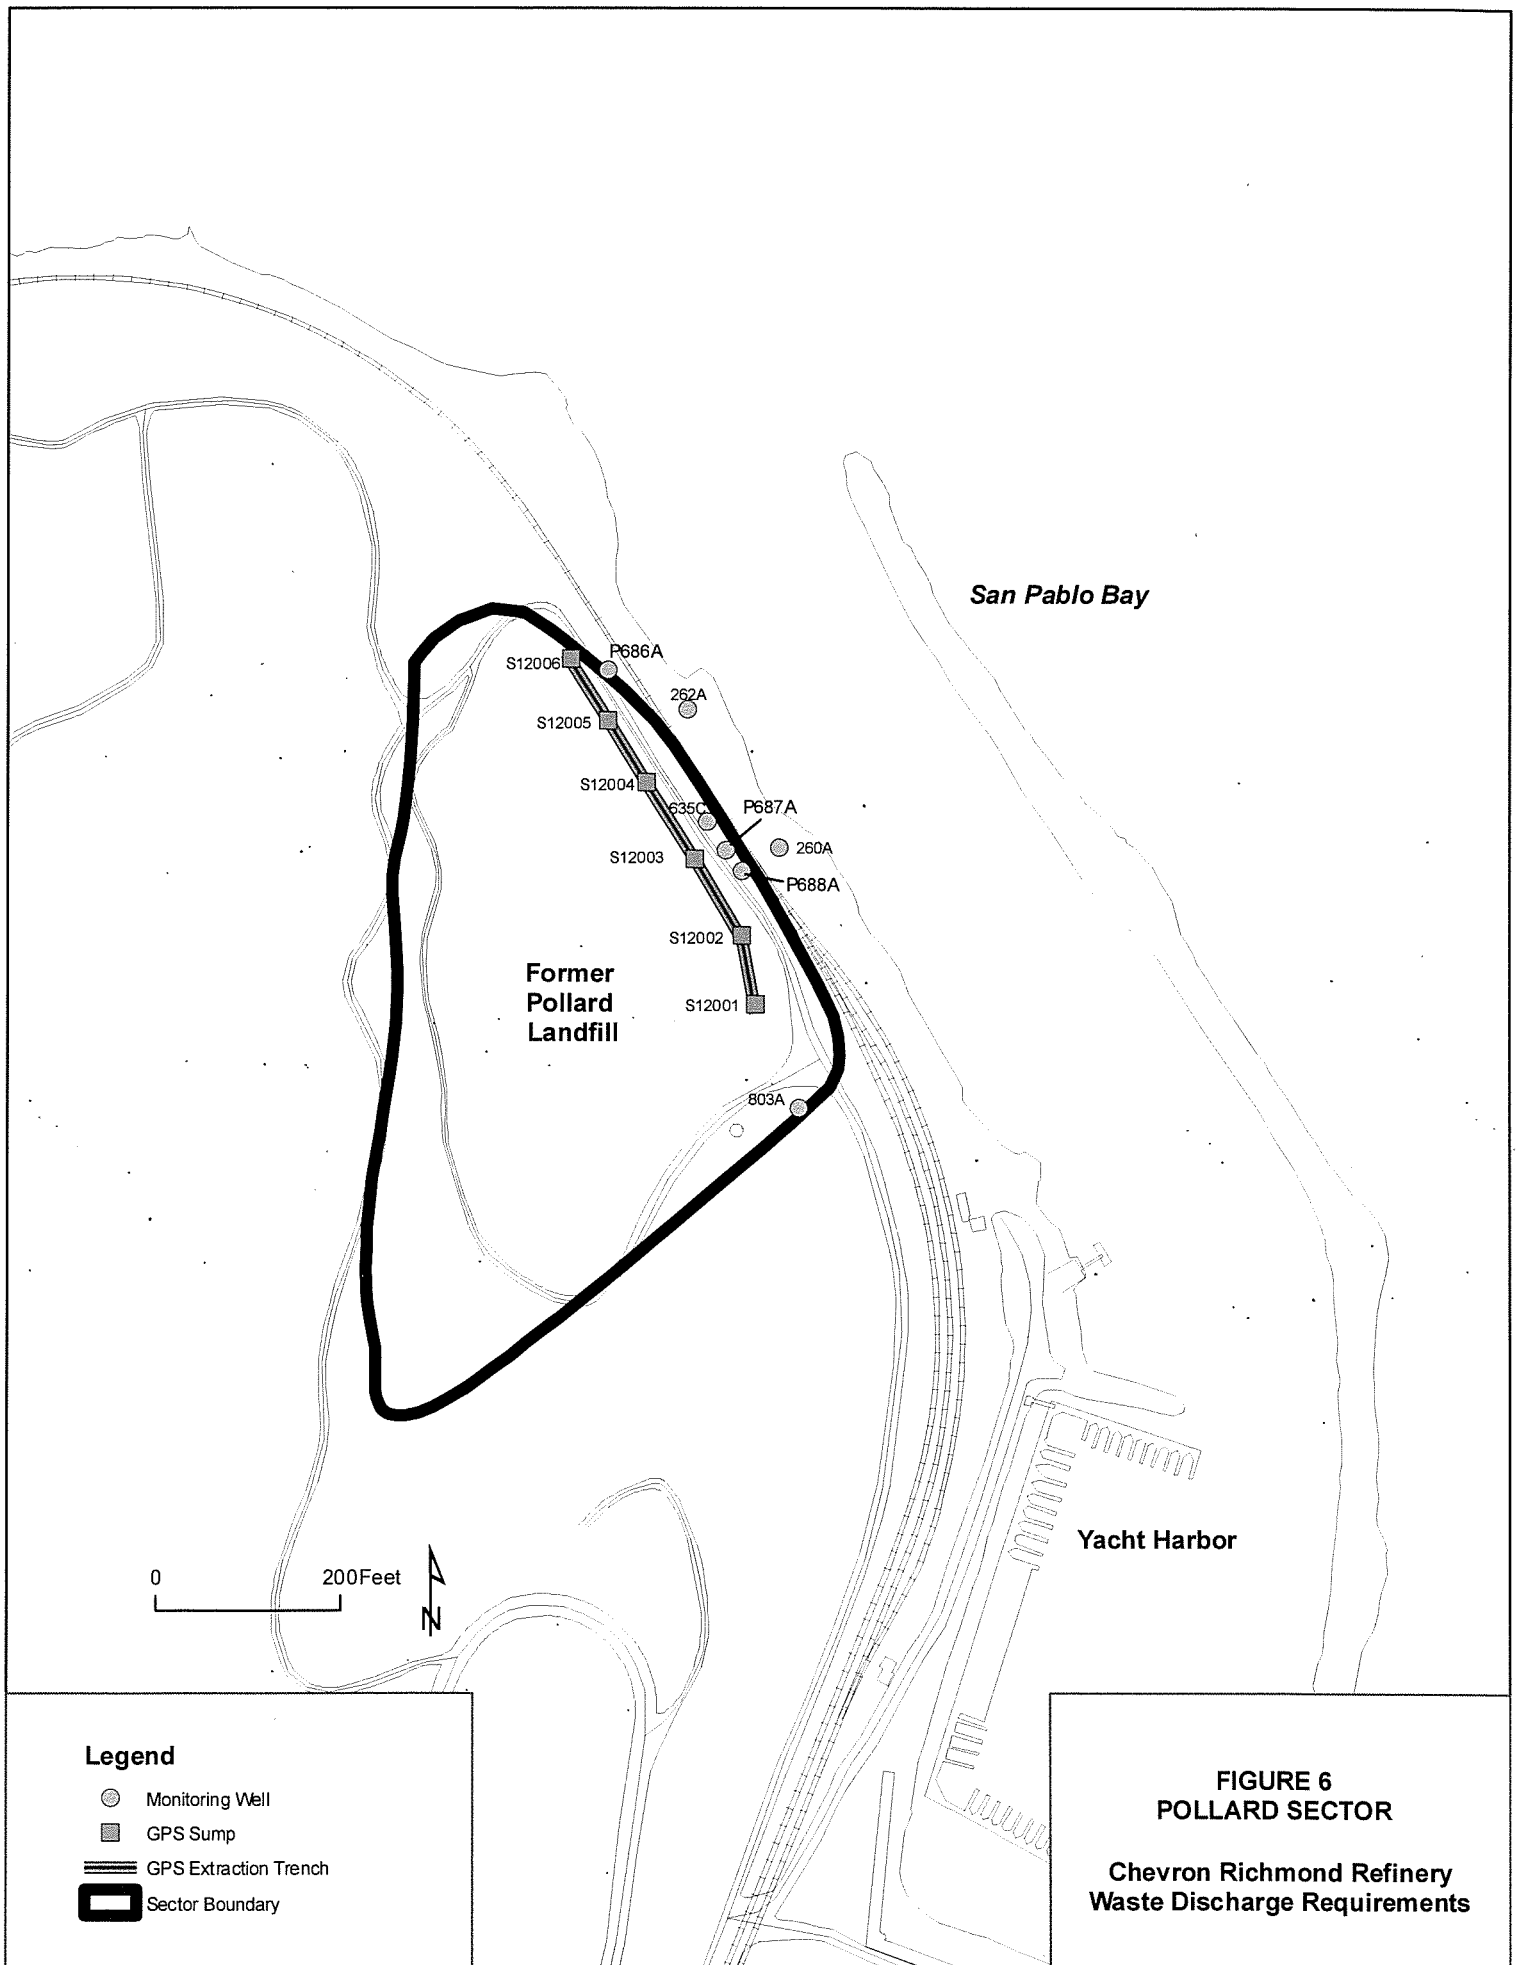 San Pablo Bay
P686A
S12006
262A
S12005
S12004
635C
P687A
260A
S12003
P688A
S12002
Former
Pollard
Landfill
S12001
803A
Yacht Harbor
0 200Feet
N
Legend
Monitoring Well
GPS Sump
GPS Extraction Trench
Sector Boundary
FIGURE 6
POLLARD SECTOR
Chevron Richmond Refinery
Waste Discharge Requirements